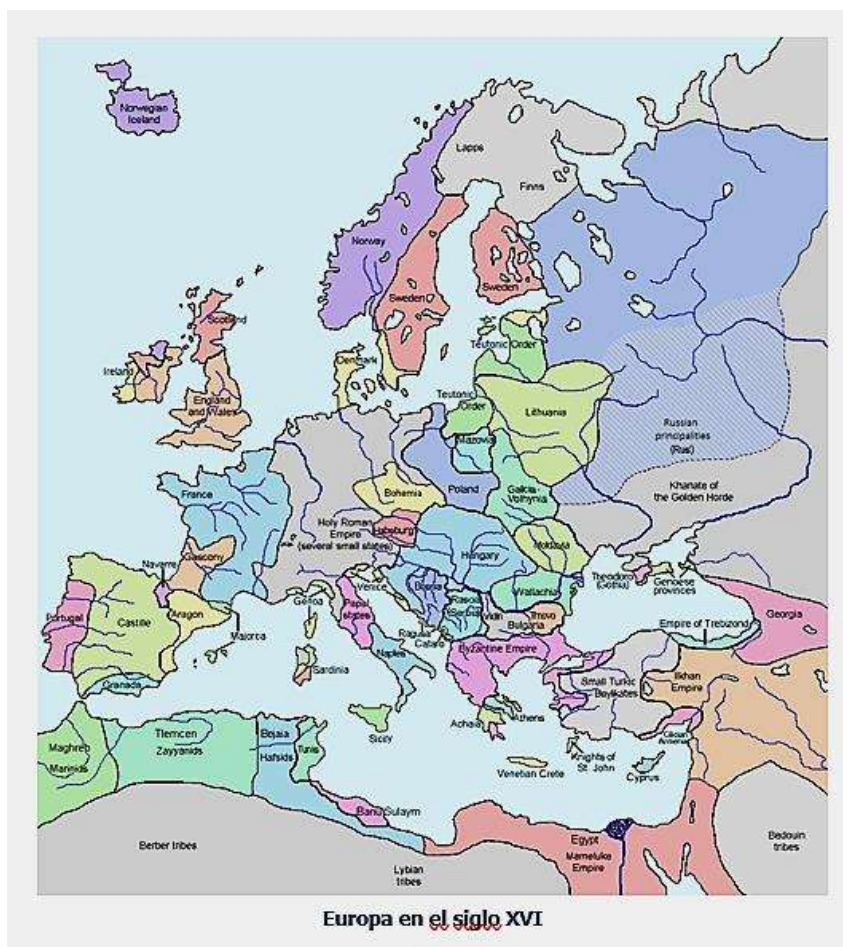 Norwegian
Iceland
Lapps
Finns
Norway
Sweden
Sweden
Scotland
Denmark
Teutonic Order
Ireland
England
and Wales
Teutonic
Order
Lithuania
Mazovia
Russian
principalities
(Rus)
France
Bohemia
Poland
Galicia-
Volhynia
Khanate of
the Golden Horde
Holy Roman
Empire
(several small states)
Habsburg
Hungary
Moldavia
Gascony
Navarre
Venice
Bosnia
Wallachia
Theodoro
(Gothia)
Genoese
provinces
Portugal
Castille
Aragon
Genoa
Papal
states
Serbia
Vidin
Tirnovo
Bulgaria
Georgia
Majorca
Ragusa
Cataro
Empire of Trebizond
Granada
Sardinia
Naples
Byzantine Empire
Small Turkic
Beylikates
Ilkhan
Empire
Achaia
Athens
Cilician
Armenia
Maghreb
Marinids
Tlemcen
Zayyanids
Bejaia
Hafsids
Tunis
Sicily
Venetian Crete
Knights of
St. John
Cyprus
Banu Sulaym
Egypt
Mameluke
Empire
Bedouin
tribes
Berber tribes
Lybian
tribes
Europa en el siglo XVI